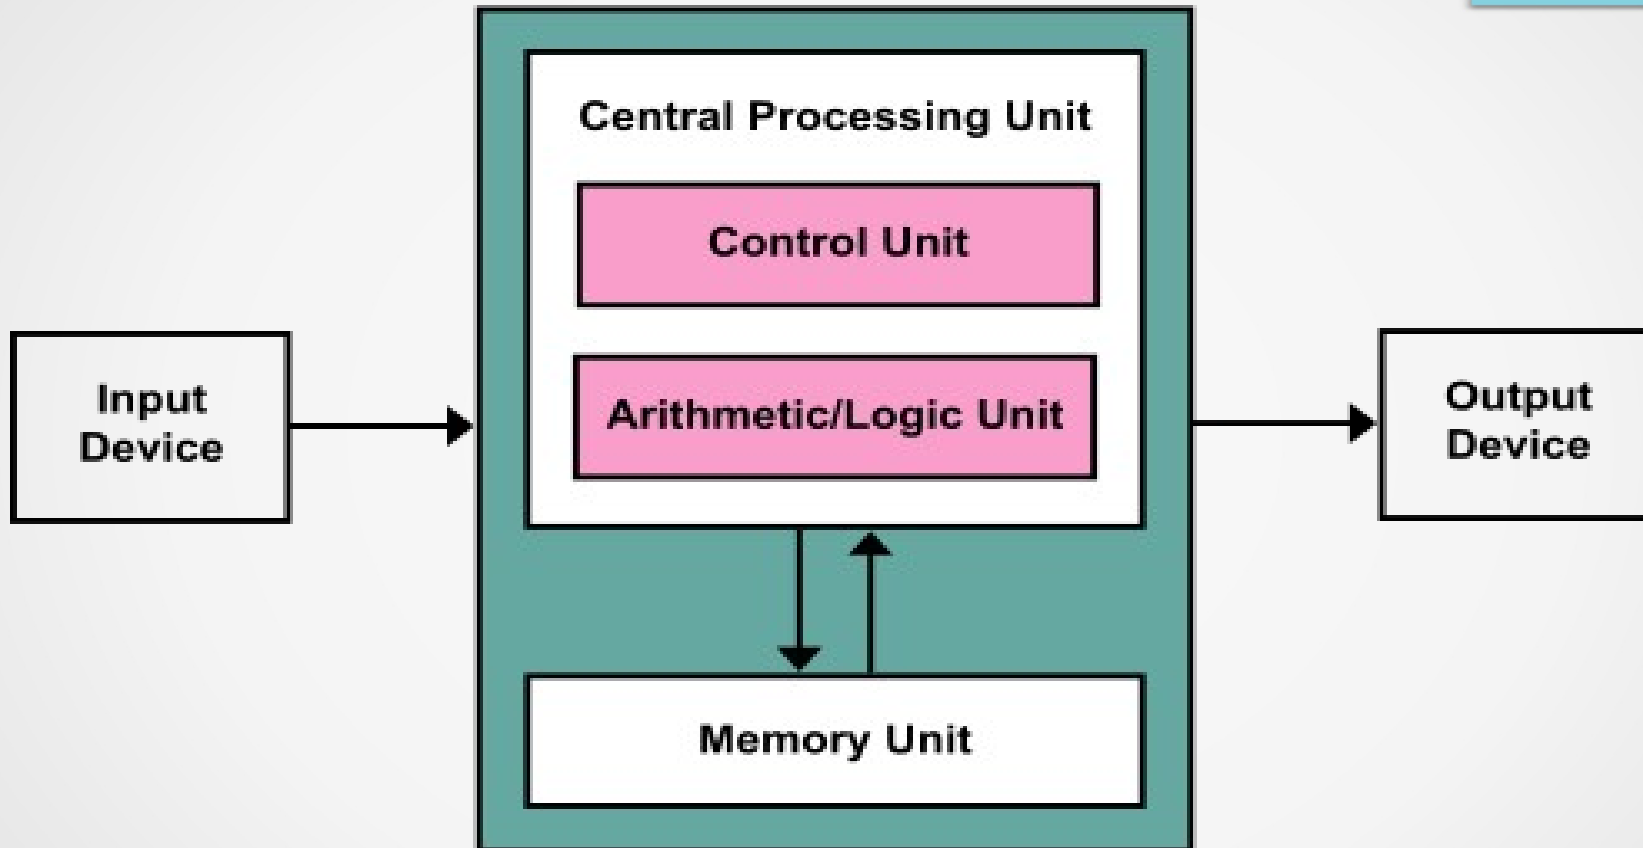 Central Processing Unit
Control Unit
Arithmetic/Logic Unit
Input
Device
Output
Device
Memory Unit